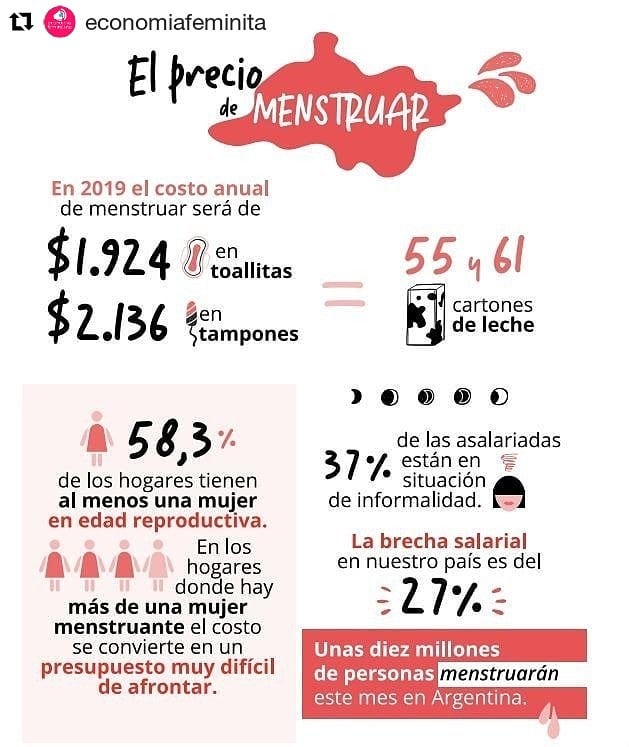 economiafeminita
El precio
de MENSTRUAR
En 2019 el costo anual
de menstruar será de
$1.924 en
toallitas
$2.136 en
tampones
=
55 y 61
cartones
de leche
58,3%
de los hogares tienen
al menos una mujer
en edad reproductiva.
En los
hogares
donde hay
más de una mujer
menstruante el costo
se convierte en un
presupuesto muy difícil
de afrontar.
37% de las asalariadas
están en
situación
de informalidad.
La brecha salarial
en nuestro país es del
27%
Unas diez millones
de personas menstruarán
este mes en Argentina.